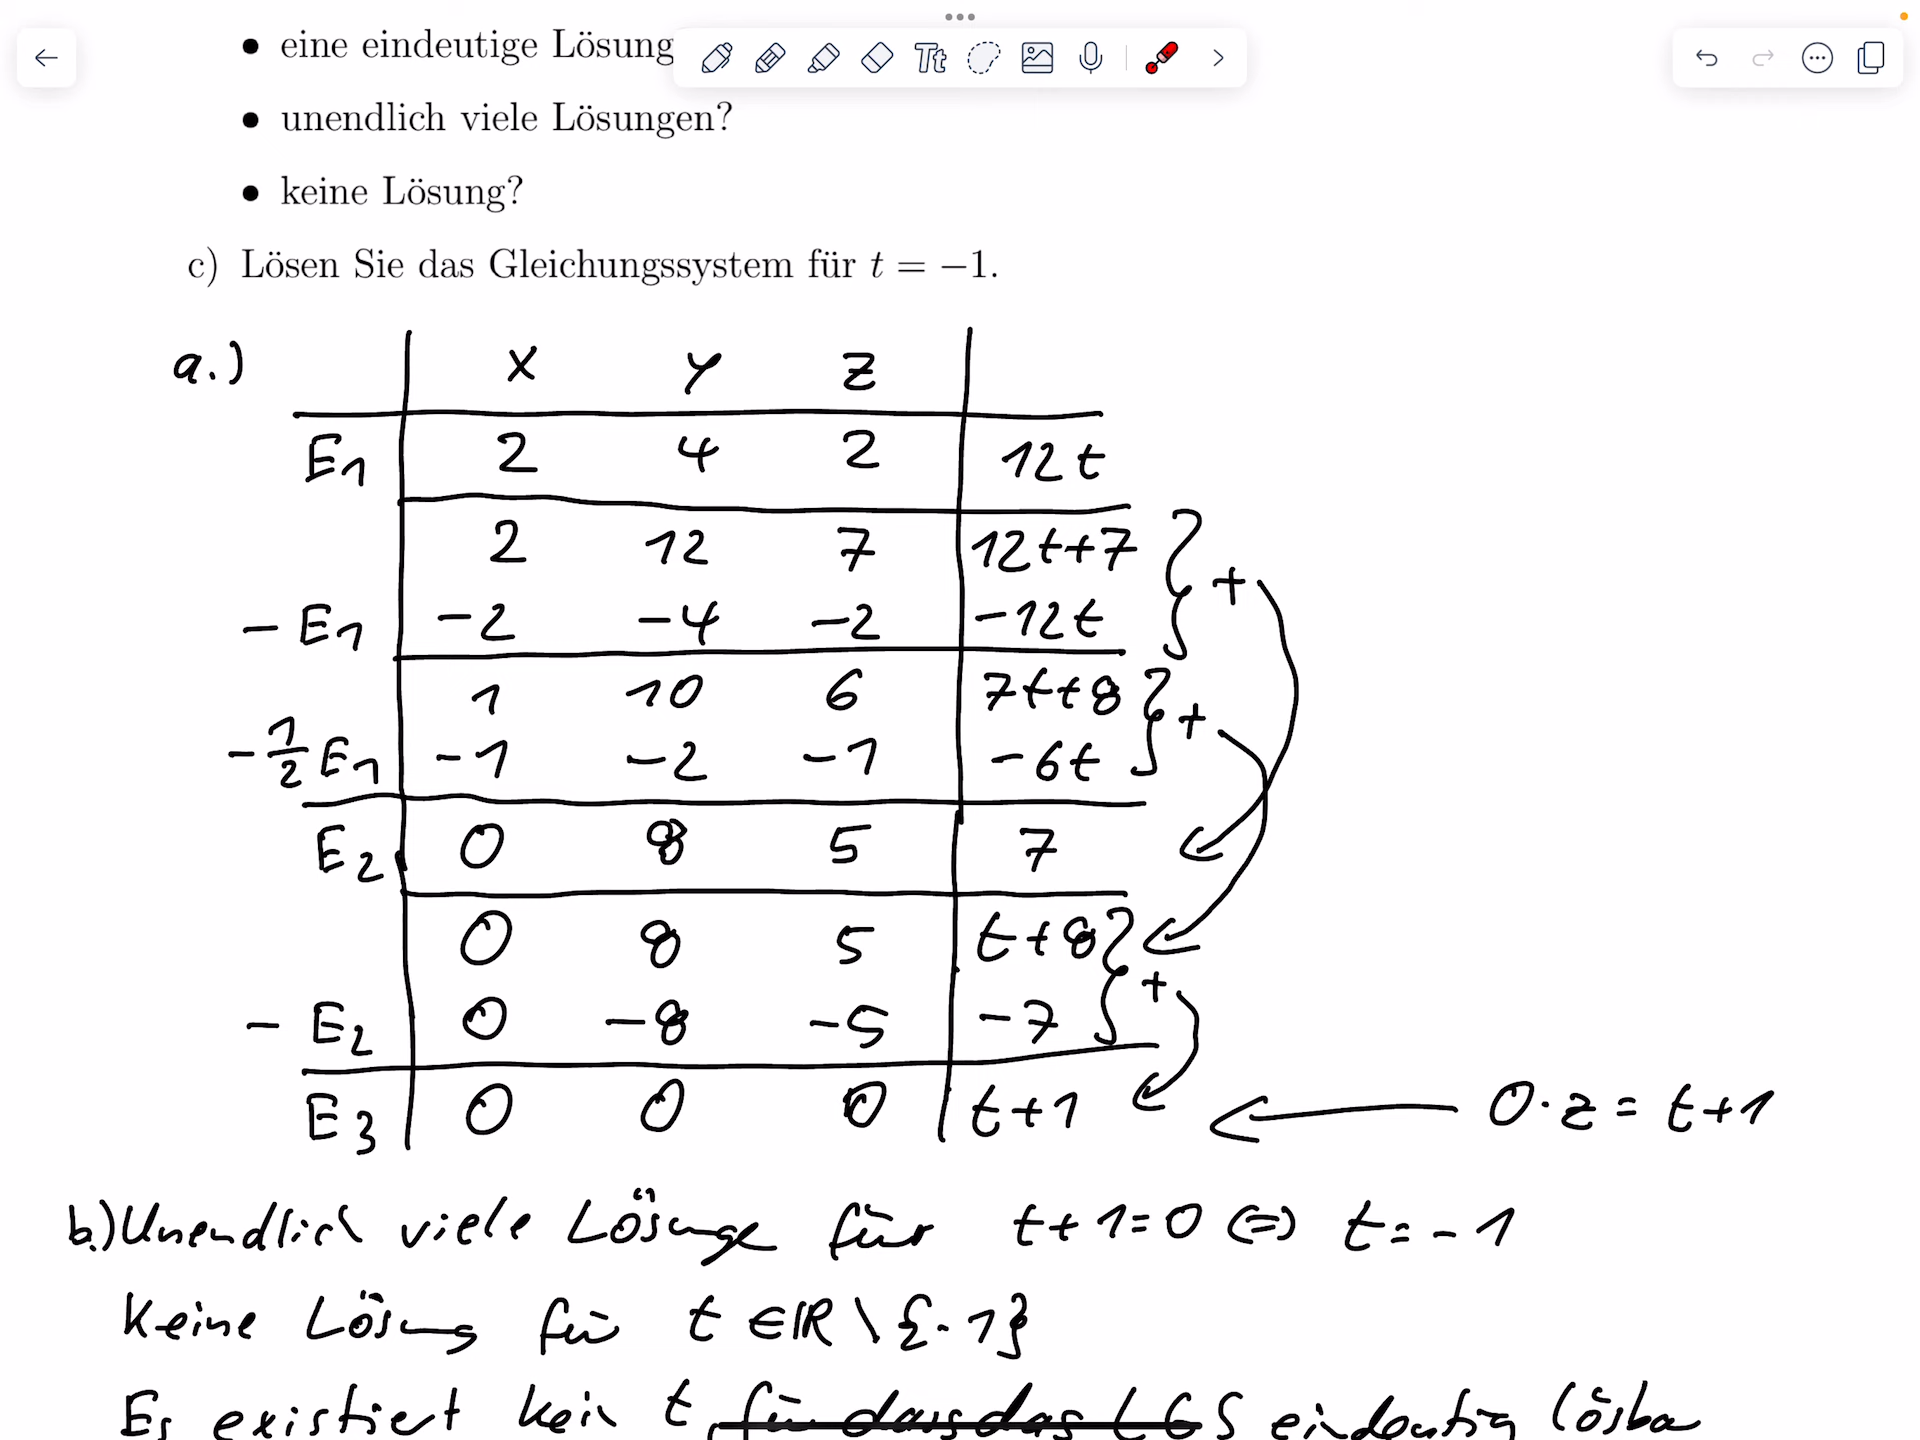 • eine eindeutige Lösung
Tt
• unendlich viele Lösungen?
• keine Lösung?
c) Lösen Sie das Gleichungssystem für t = −1.
a.) x y z
E1 2 4 2 12t
2 12 7 12t+7
+
- E1 -2 -4 -2 -12t
1 10 6 7t+8
+
- 1/2 E1 -1 -2 -1 -6t
E2 0 8 5 7
0 8 5 t+8
+
- E2 0 -8 -5 -7
E3 0 0 0 t+1 0·z = t+1
b.) Unendlich viele Lösunge für t+1=0 ⇔ t=-1
Keine Lösung für t ∈ ℝ \ {-1}
Es existiert kein t, für dass das LGS eindeutig lösba